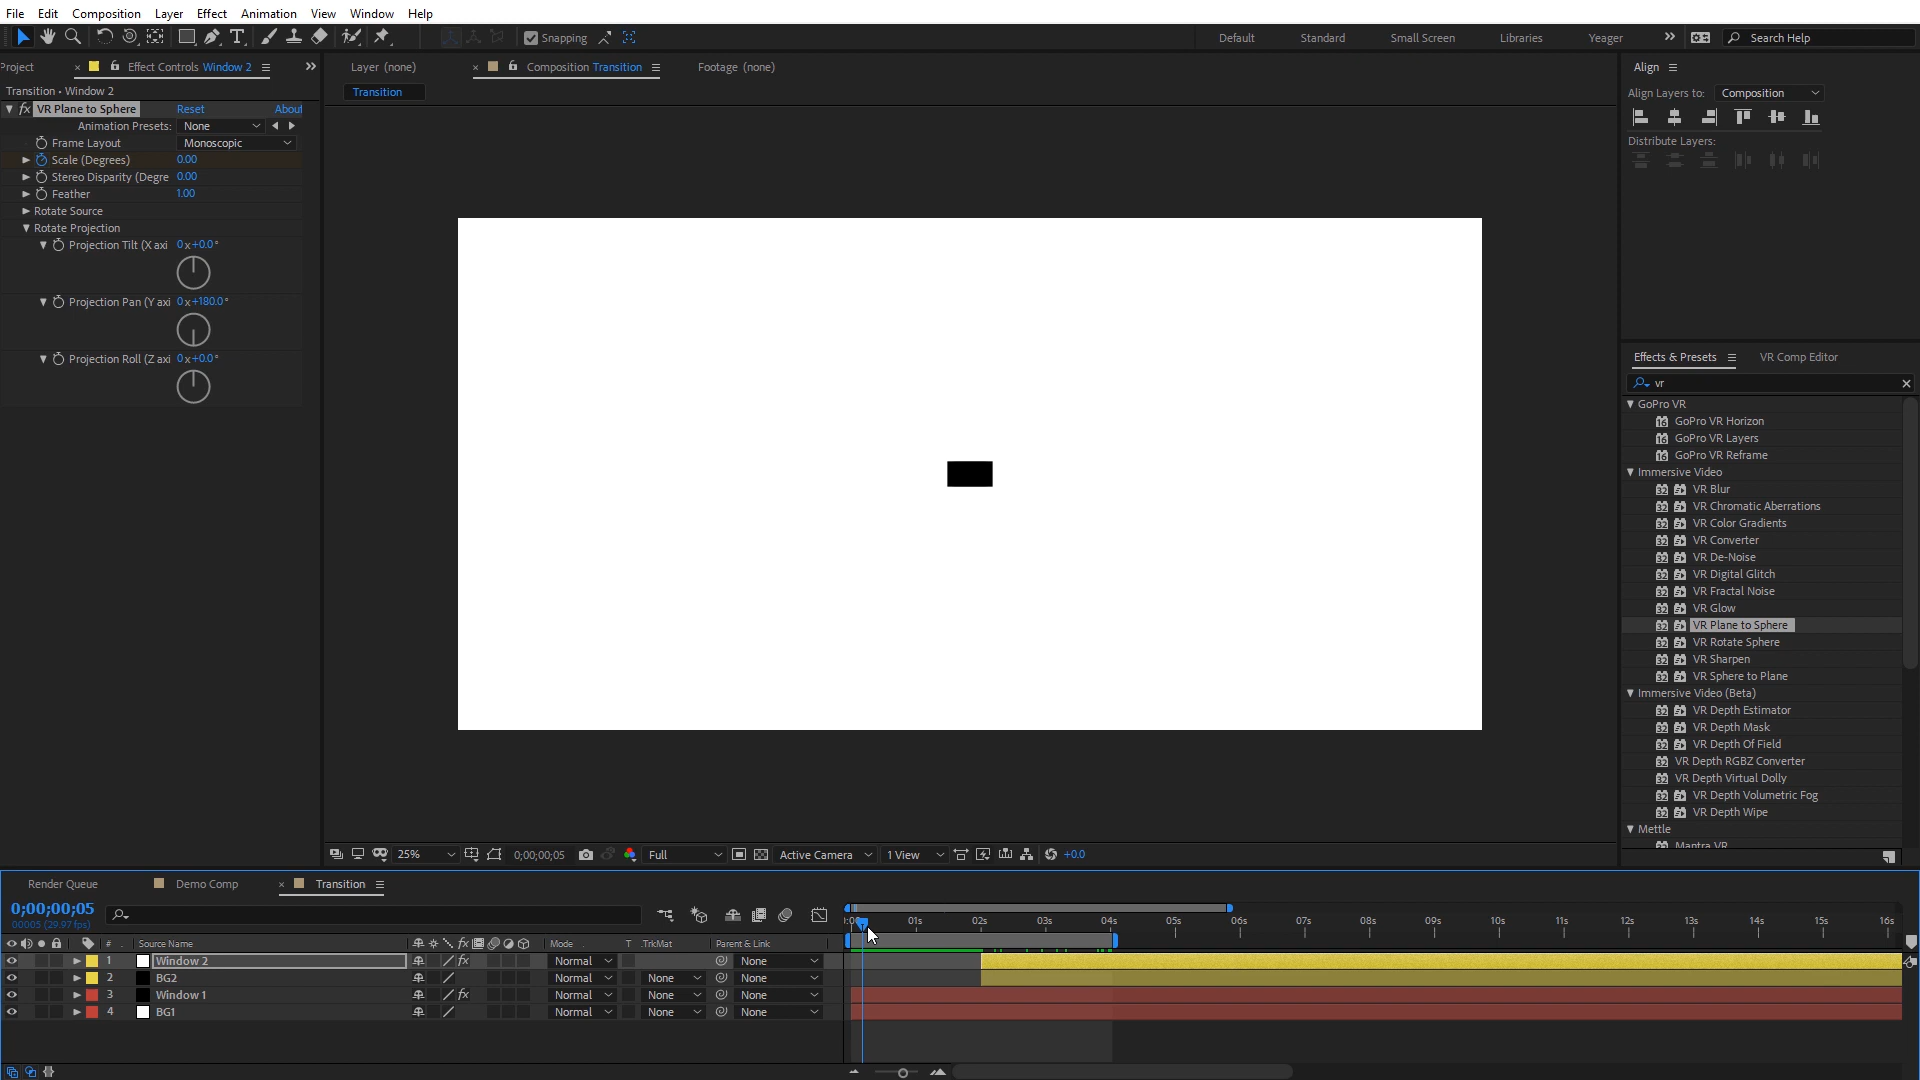 File Edit Composition Layer Effect Animation View Window Help
Snapping Default Standard Small Screen Libraries Yeager Search Help
Project Effect Controls Window 2 Layer (none) Composition Transition Footage (none) Align
Transition • Window 2
Transition
Align Layers to: Composition
VR Plane to Sphere Reset About
Animation Presets: None
Frame Layout Monoscopic
Distribute Layers:
Scale (Degrees) 0.00
Stereo Disparity (Degre 0.00
Feather 1.00
Rotate Source
Rotate Projection
Projection Tilt (X axi 0x+0.0°
Projection Pan (Y axi 0x+180.0°
Projection Roll (Z axi 0x+0.0°
Effects & Presets VR Comp Editor
vr
GoPro VR
GoPro VR Horizon
GoPro VR Layers
GoPro VR Reframe
Immersive Video
VR Blur
VR Chromatic Aberrations
VR Color Gradients
VR Converter
VR De-Noise
VR Digital Glitch
VR Fractal Noise
VR Glow
VR Plane to Sphere
VR Rotate Sphere
VR Sharpen
VR Sphere to Plane
Immersive Video (Beta)
VR Depth Estimator
VR Depth Mask
VR Depth Of Field
VR Depth RGBZ Converter
VR Depth Virtual Dolly
VR Depth Volumetric Fog
VR Depth Wipe
Mettle
Mantra VR
25% 0;00;00;05 Full Active Camera 1 View +0.0
Render Queue Demo Comp Transition
0;00;00;05
00005 (29.97 fps)
01s 02s 03s 04s 05s 06s 07s 08s 09s 10s 11s 12s 13s 14s 15s 16s
# Source Name Mode T .TrkMat Parent & Link
1 Window 2 Normal None
2 BG2 Normal None None
3 Window 1 Normal None None
4 BG1 Normal None None